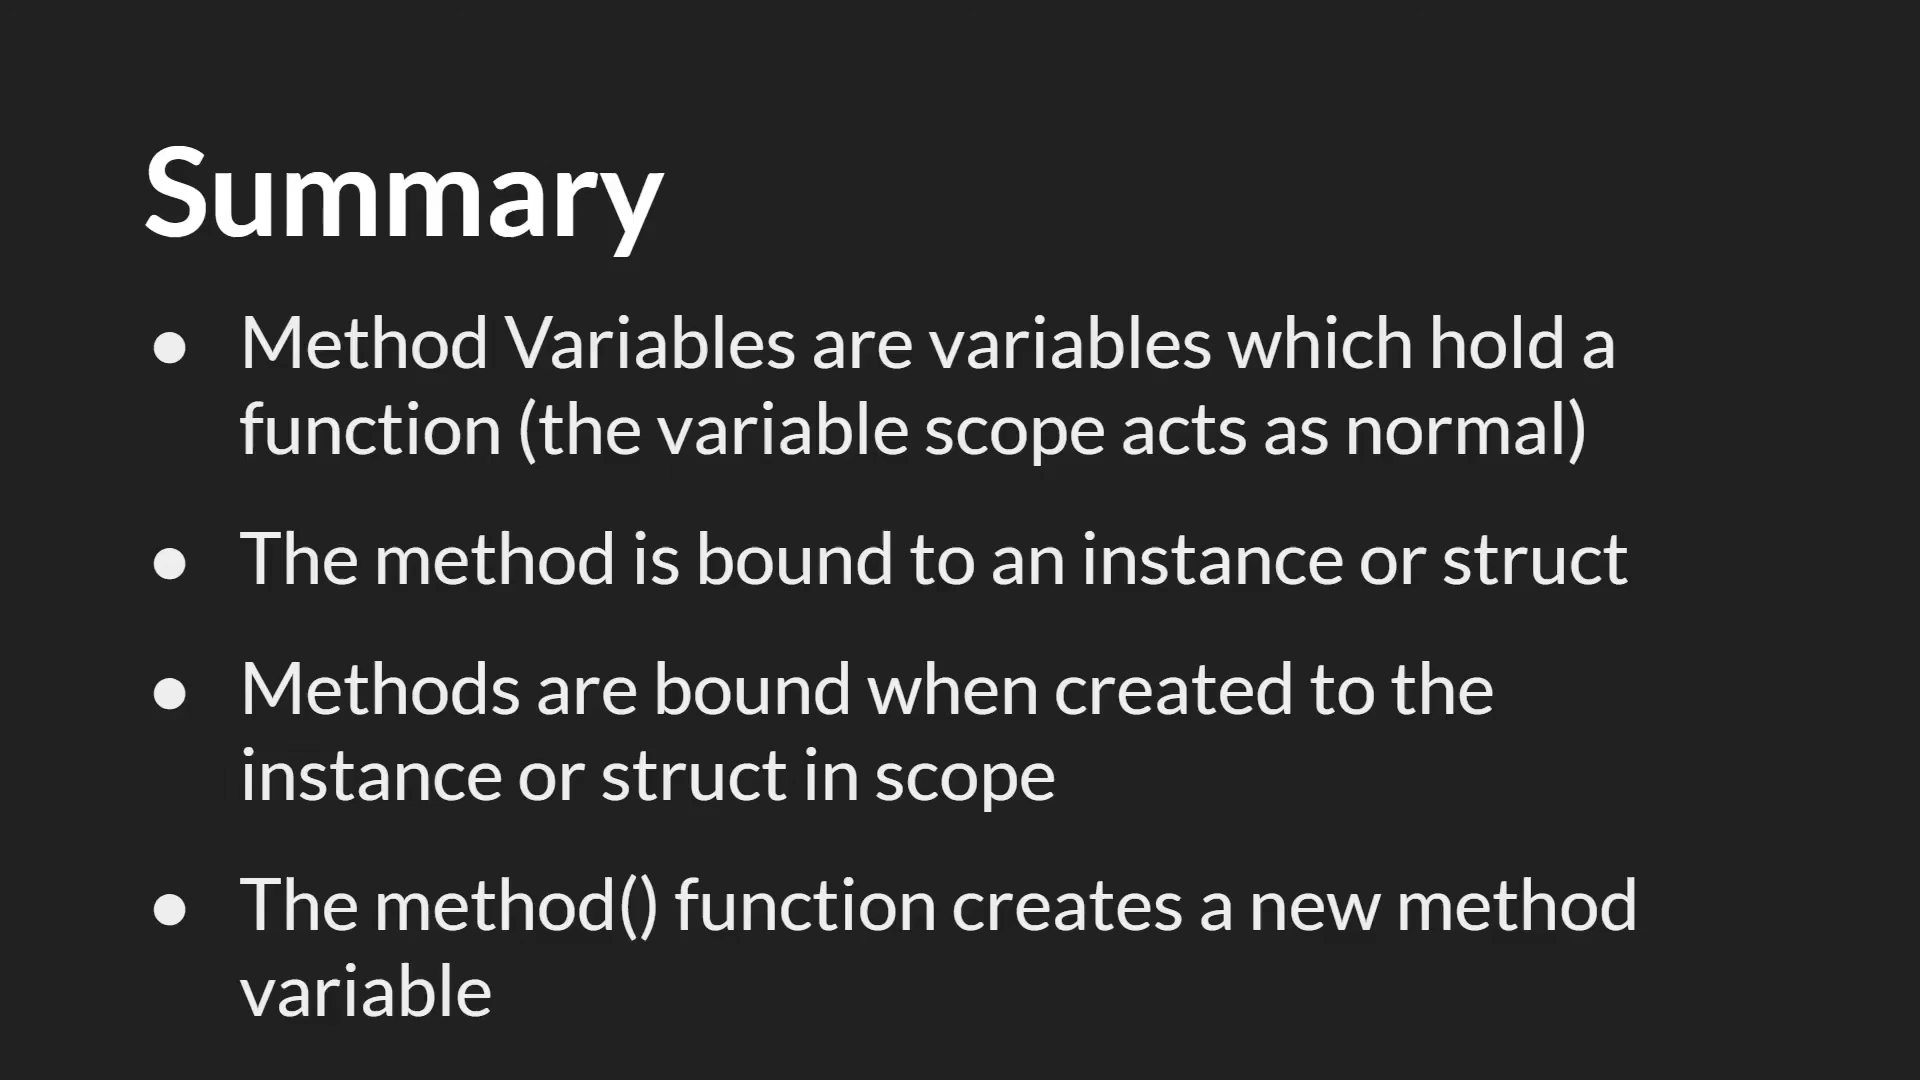 Summary
● Method Variables are variables which hold a
function (the variable scope acts as normal)
● The method is bound to an instance or struct
● Methods are bound when created to the
instance or struct in scope
● The method() function creates a new method
variable